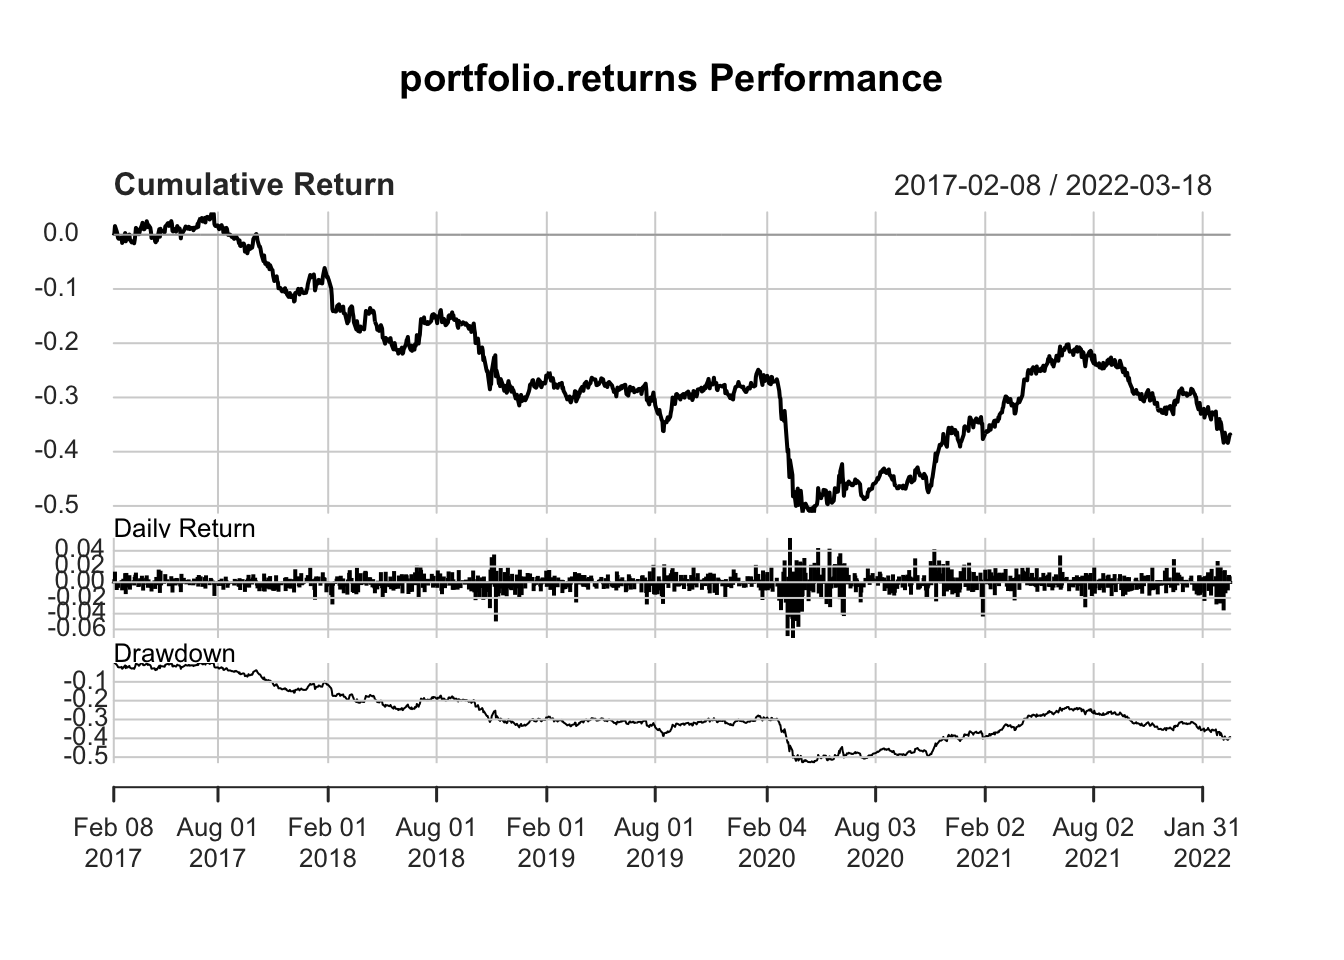 portfolio.returns Performance
Cumulative Return 2017-02-08 / 2022-03-18
0.0
-0.1
-0.2
-0.3
-0.4
-0.5
Daily Return
0.04
0.02
0.00
-0.02
-0.04
-0.06
Drawdown
-0.1
-0.2
-0.3
-0.4
-0.5
Feb 08 Aug 01 Feb 01 Aug 01 Feb 01 Aug 01 Feb 04 Aug 03 Feb 02 Aug 02 Jan 31
2017 2017 2018 2018 2019 2019 2020 2020 2021 2021 2022